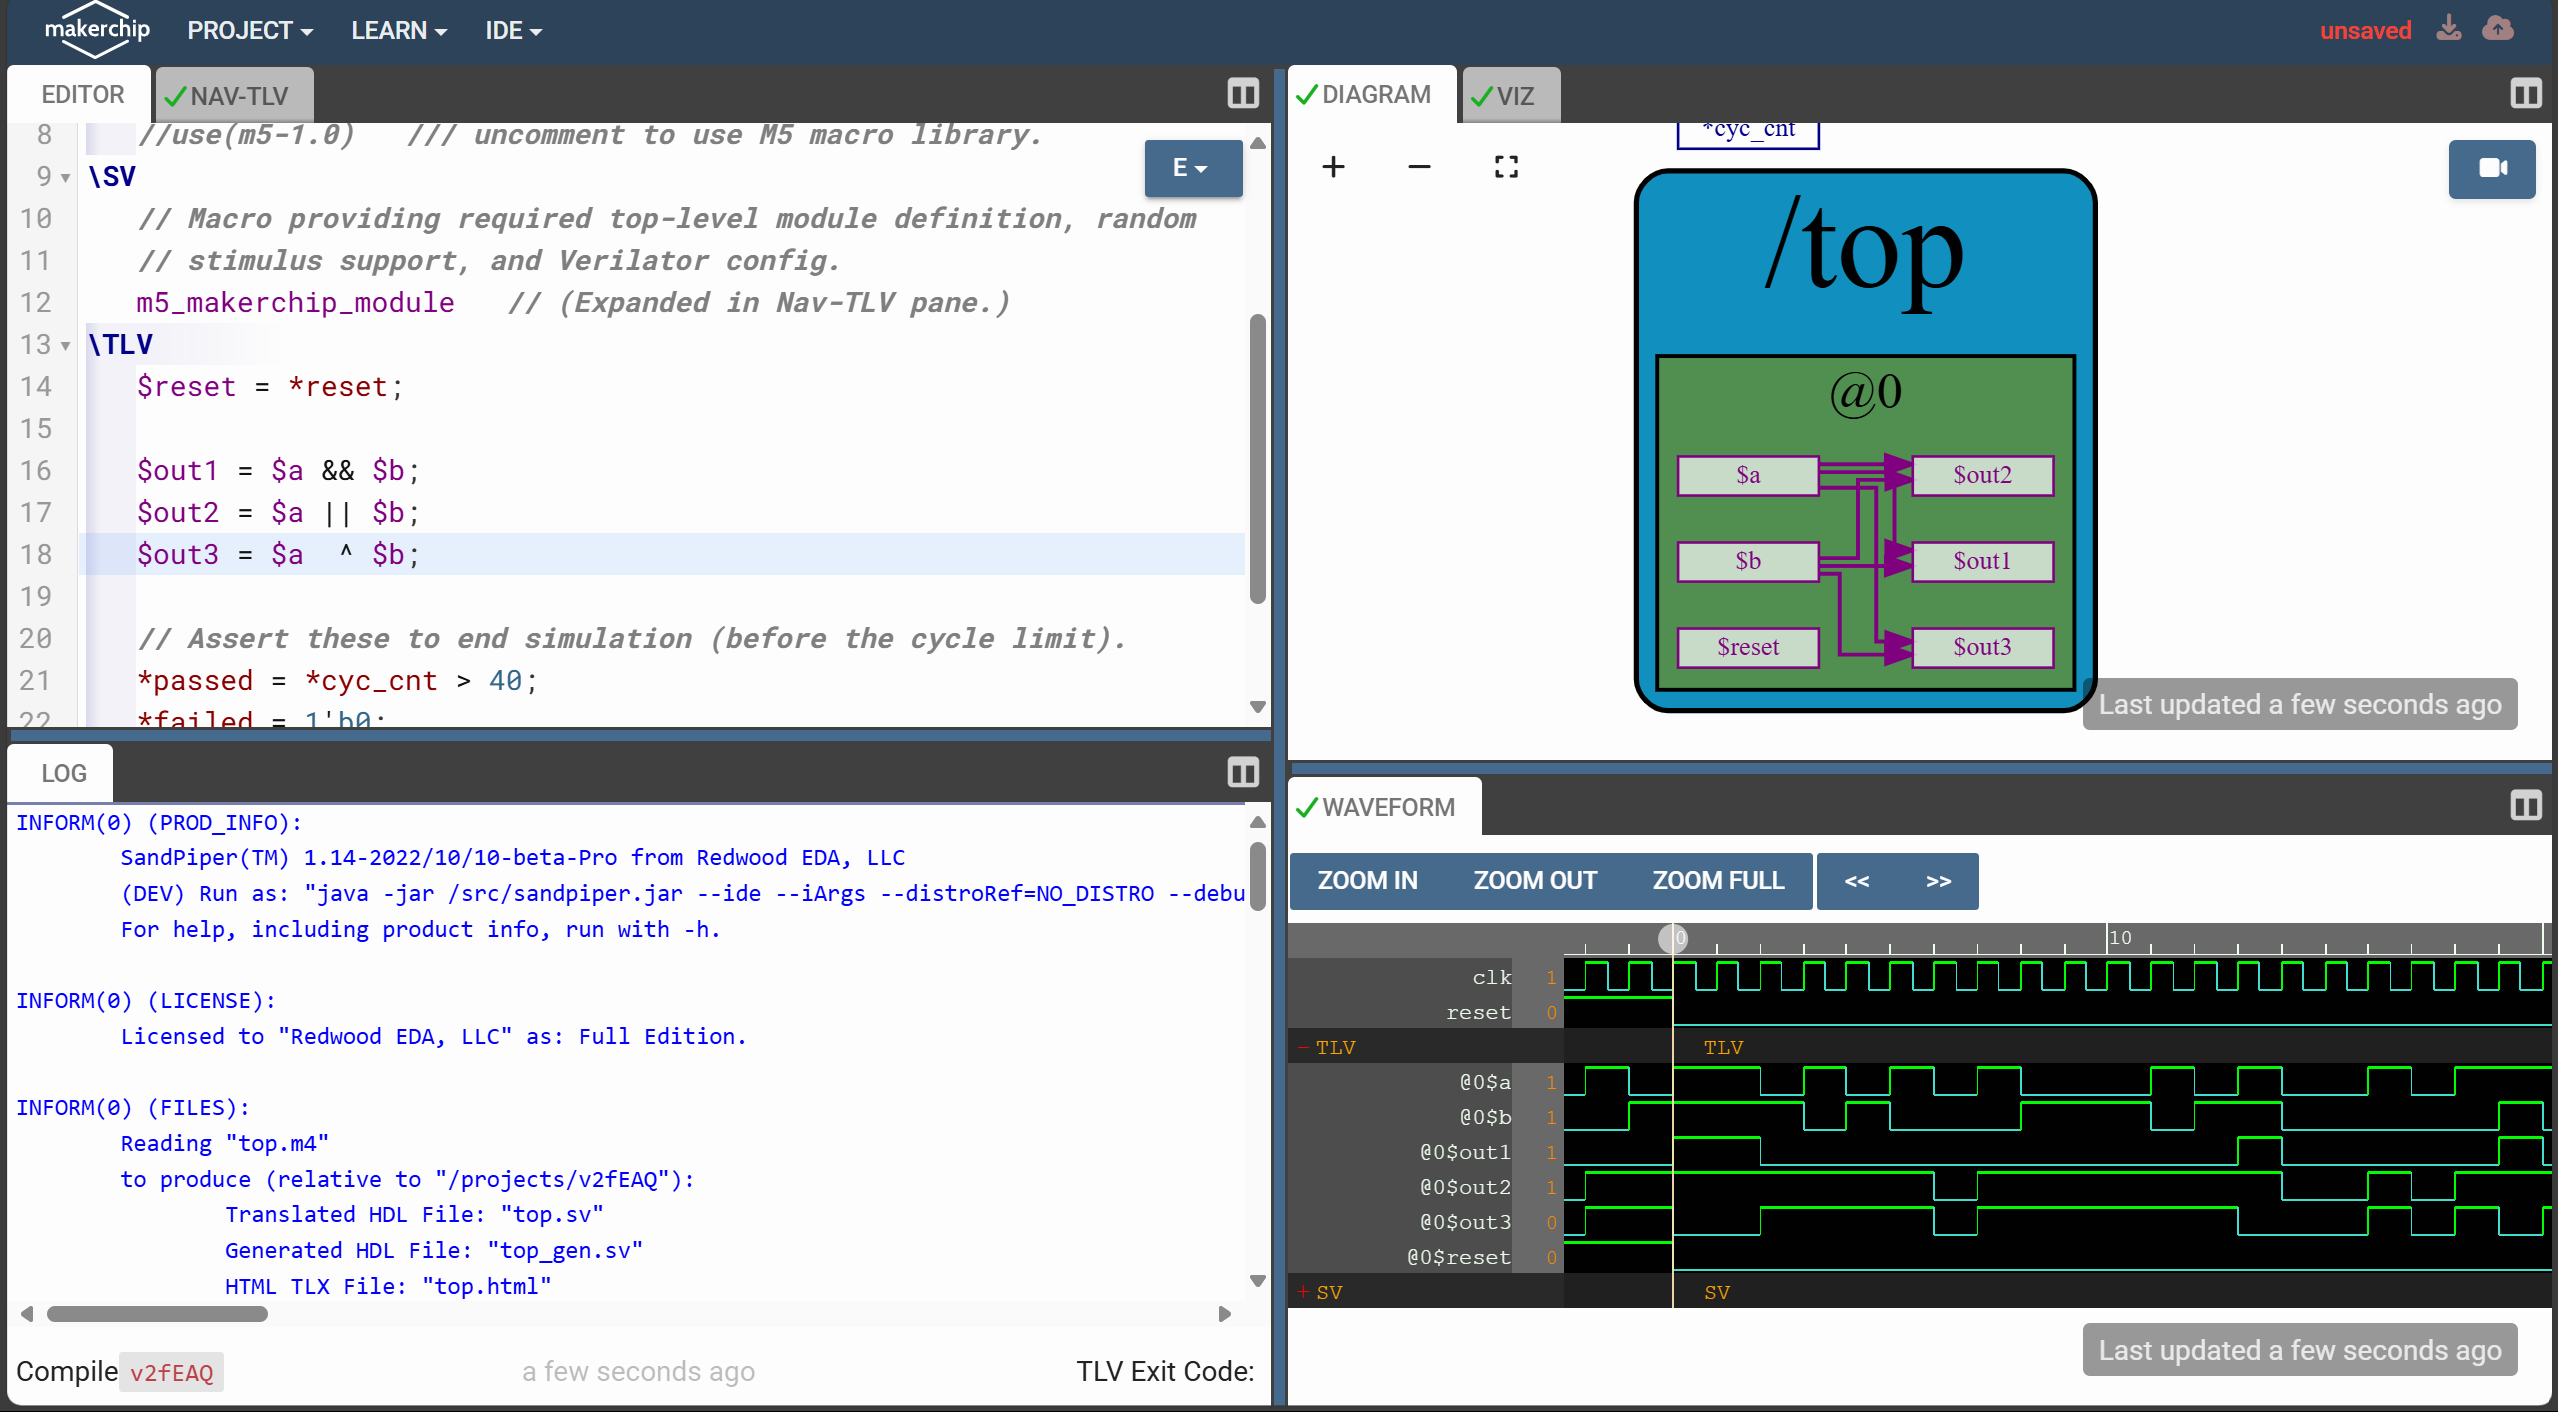 makerchip PROJECT LEARN IDE unsaved
EDITOR NAV-TLV
8 //use(m5-1.0) /// uncomment to use M5 macro library.
E
9 \SV
10 // Macro providing required top-level module definition, random
11 // stimulus support, and Verilator config.
12 m5_makerchip_module // (Expanded in Nav-TLV pane.)
13 \TLV
14 $reset = *reset;
15
16 $out1 = $a && $b;
17 $out2 = $a || $b;
18 $out3 = $a ^ $b;
19
20 // Assert these to end simulation (before the cycle limit).
21 *passed = *cyc_cnt > 40;
22 *failed = 1'b0;
LOG
INFORM(0) (PROD_INFO):
SandPiper(TM) 1.14-2022/10/10-beta-Pro from Redwood EDA, LLC
(DEV) Run as: "java -jar /src/sandpiper.jar --ide --iArgs --distroRef=NO_DISTRO --debu
For help, including product info, run with -h.
INFORM(0) (LICENSE):
Licensed to "Redwood EDA, LLC" as: Full Edition.
INFORM(0) (FILES):
Reading "top.m4"
to produce (relative to "/projects/v2fEAQ"):
Translated HDL File: "top.sv"
Generated HDL File: "top_gen.sv"
HTML TLX File: "top.html"
Compile v2fEAQ a few seconds ago TLV Exit Code:
DIAGRAM VIZ
*cyc_cnt
/top
@0
$a $out2
$b $out1
$reset $out3
Last updated a few seconds ago
WAVEFORM
ZOOM IN ZOOM OUT ZOOM FULL << >>
0 10
clk 1
reset 0
- TLV TLV
@0$a 1
@0$b 1
@0$out1 1
@0$out2 1
@0$out3 0
@0$reset 0
+ SV SV
Last updated a few seconds ago